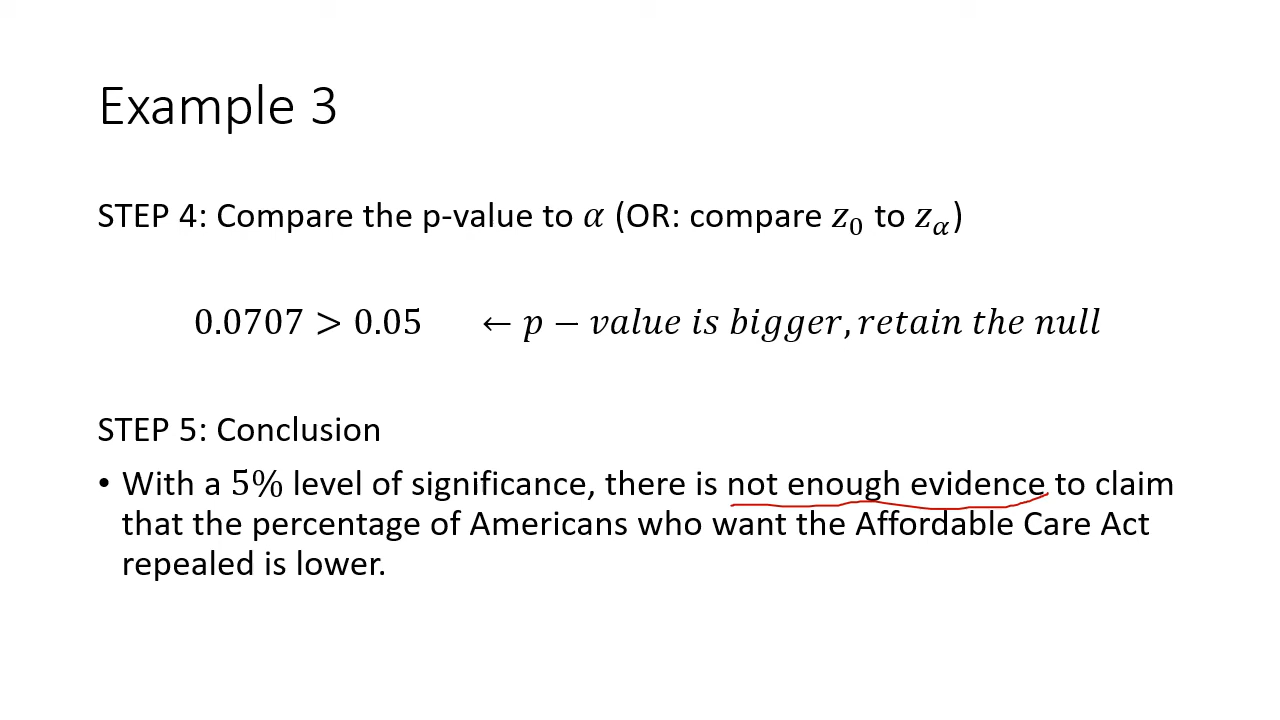 Example 3
STEP 4: Compare the p-value to α (OR: compare z₀ to zα)
0.0707 > 0.05 ← p − value is bigger, retain the null
STEP 5: Conclusion
• With a 5% level of significance, there is not enough evidence to claim
that the percentage of Americans who want the Affordable Care Act
repealed is lower.